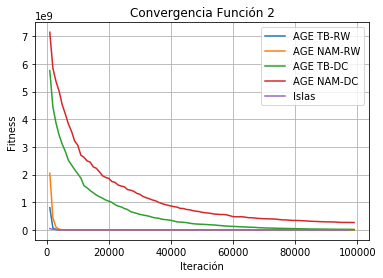 Convergencia Función 2
1e9
7
6
5
4
3
2
1
0
Fitness
AGE TB-RW
AGE NAM-RW
AGE TB-DC
AGE NAM-DC
Islas
0 20000 40000 60000 80000 100000
Iteración